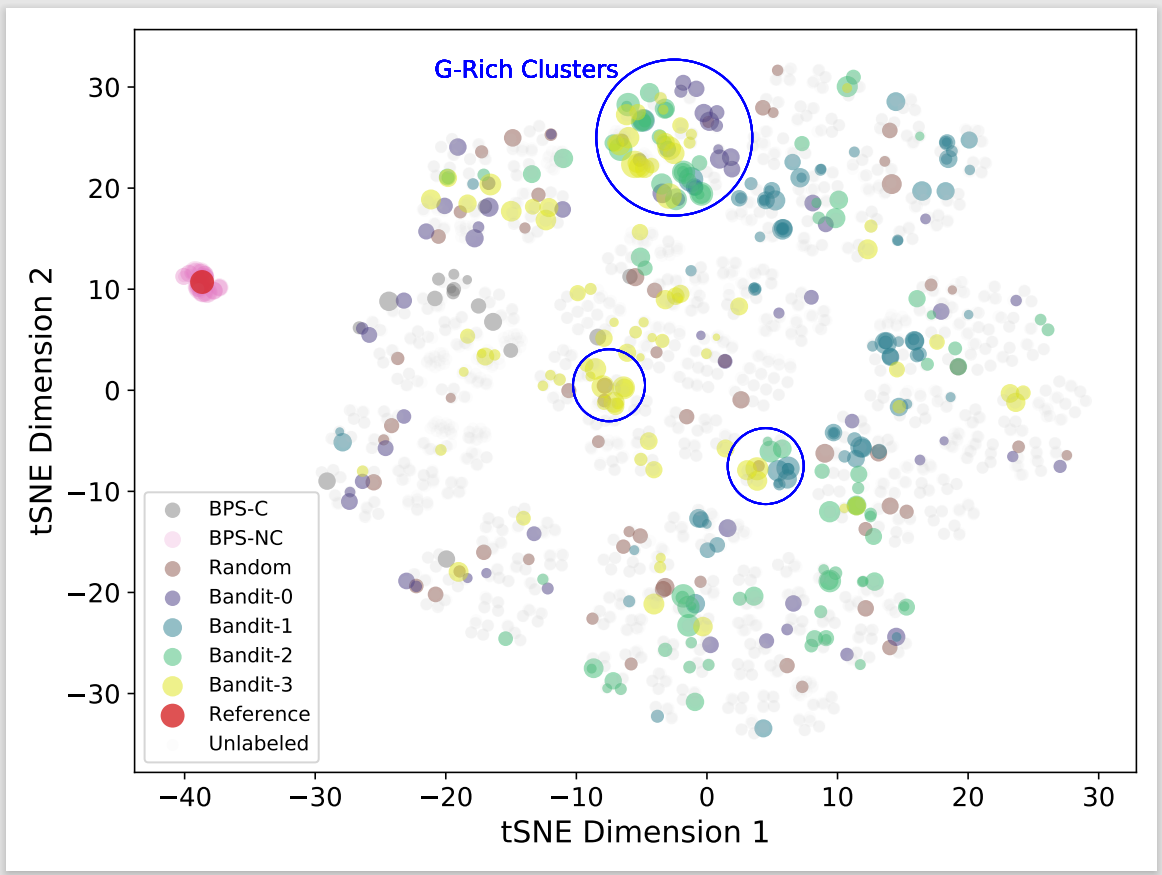 G-Rich Clusters
30
20
10
0
−10
−20
−30
tSNE Dimension 2
BPS-C
BPS-NC
Random
Bandit-0
Bandit-1
Bandit-2
Bandit-3
Reference
Unlabeled
−40 −30 −20 −10 0 10 20 30
tSNE Dimension 1